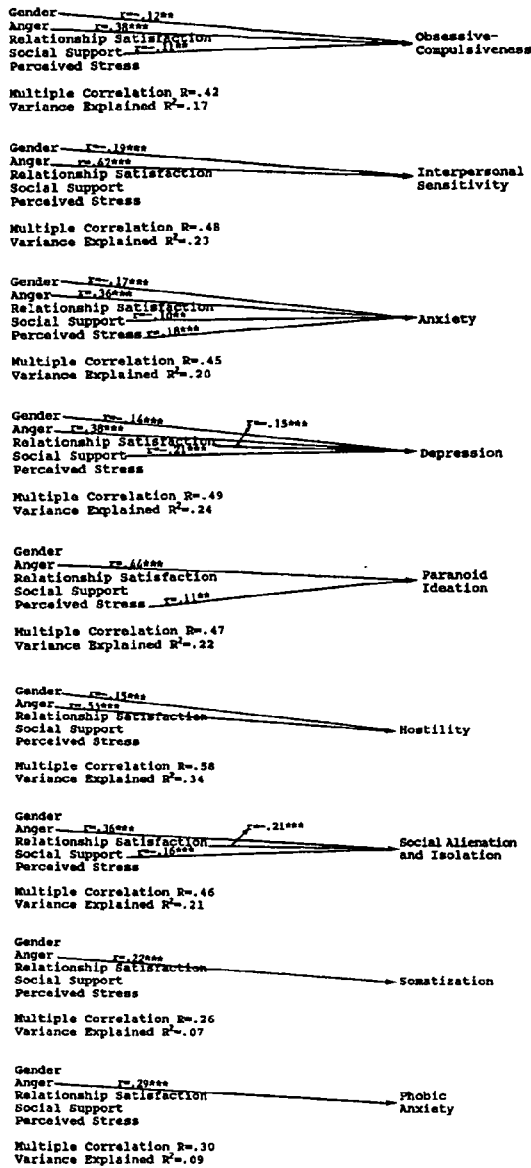 Gender r=-.12**
Anger r=.38***
Relationship Satisfaction
Social Support r=-.11**
Perceived Stress
Obsessive-
Compulsiveness
Multiple Correlation R=.42
Variance Explained R²=.17
Gender r=-.19***
Anger
Relationship Satisfaction
Social Support
Perceived Stress
Interpersonal
Sensitivity
Multiple Correlation R=.48
Variance Explained R²=.23
Gender r=-.17***
Anger r=.36***
Relationship Satisfaction
Social Support r=-.10**
Perceived Stress r=.18***
Anxiety
Multiple Correlation R=.45
Variance Explained R²=.20
Gender r=-.14***
Anger r=.38*** r=-.15***
Relationship Satisfaction
Social Support r=-.21***
Perceived Stress
Depression
Multiple Correlation R=.49
Variance Explained R²=.24
Gender
Anger r=.44***
Relationship Satisfaction
Social Support
Perceived Stress r=.11**
Paranoid
Ideation
Multiple Correlation R=.47
Variance Explained R²=.22
Gender r=-.15***
Anger
Relationship Satisfaction
Social Support
Perceived Stress
Hostility
Multiple Correlation R=.58
Variance Explained R²=.34
Gender
Anger r=.36*** r=-.21***
Relationship Satisfaction
Social Support r=-.16***
Perceived Stress
Social Alienation
and Isolation
Multiple Correlation R=.46
Variance Explained R²=.21
Gender
Anger r=.22***
Relationship Satisfaction
Social Support
Perceived Stress
Somatization
Multiple Correlation R=.26
Variance Explained R²=.07
Gender
Anger r=.29***
Relationship Satisfaction
Social Support
Perceived Stress
Phobic
Anxiety
Multiple Correlation R=.30
Variance Explained R²=.09